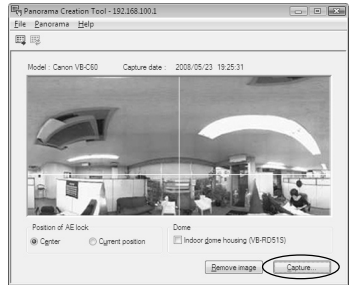 Panorama Creation Tool - 192.168.100.1
File Panorama Help
Model : Canon VB-C60 Capture date : 2008/05/23 19:25:31
Position of AE lock Dome
Center Current position Indoor dome housing (VB-RD51S)
Remove image Capture...